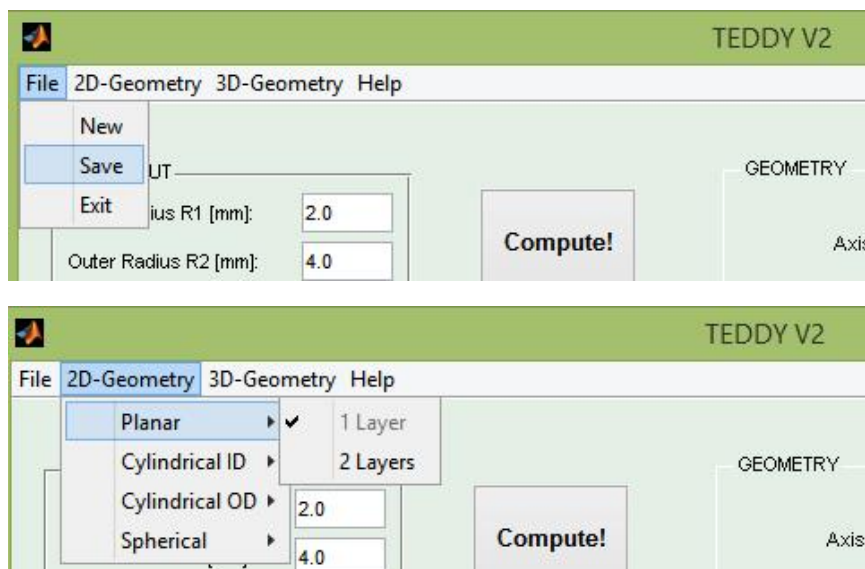 TEDDY V2
File 2D-Geometry 3D-Geometry Help
New
Save
UT
GEOMETRY
Exit
ius R1 [mm]: 2.0
Compute!
Axis
Outer Radius R2 [mm]: 4.0
TEDDY V2
File 2D-Geometry 3D-Geometry Help
Planar
1 Layer
Cylindrical ID
2 Layers
GEOMETRY
Cylindrical OD
2.0
Spherical
Compute!
Axis
4.0